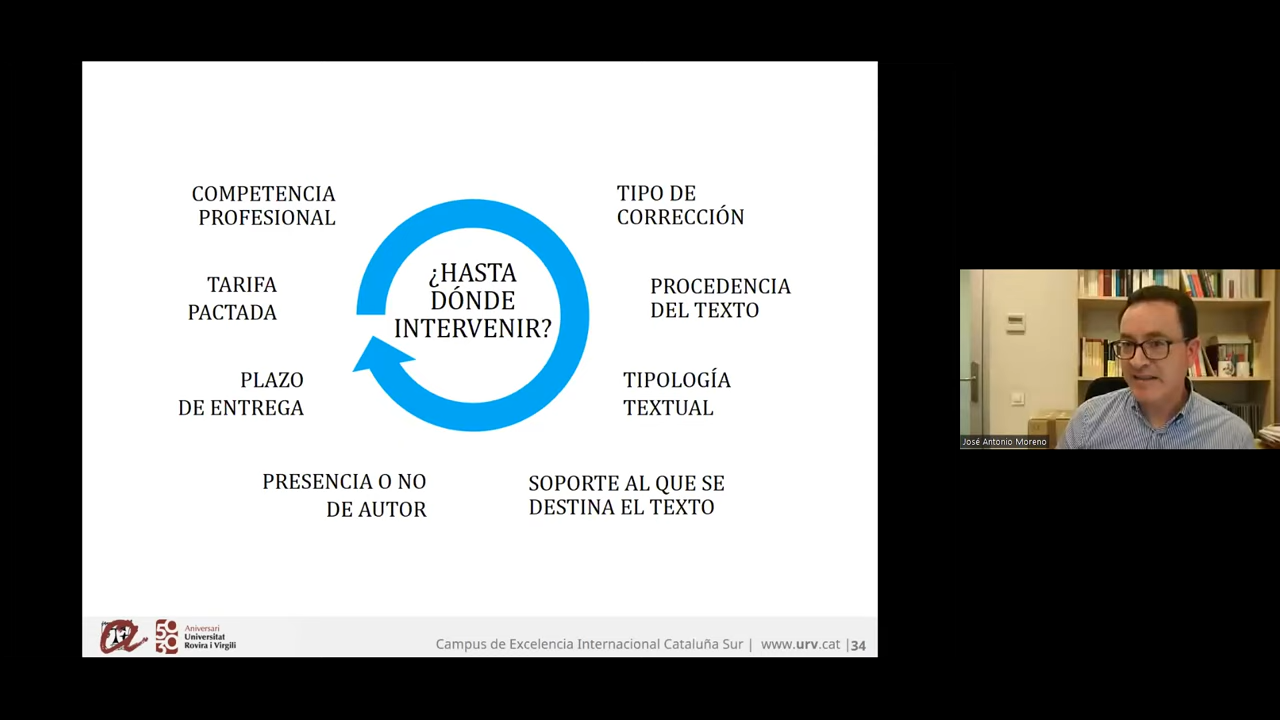 COMPETENCIA
PROFESIONAL
TIPO DE
CORRECCIÓN
TARIFA
PACTADA
¿HASTA
DÓNDE
INTERVENIR?
PROCEDENCIA
DEL TEXTO
PLAZO
DE ENTREGA
TIPOLOGÍA
TEXTUAL
PRESENCIA O NO
DE AUTOR
SOPORTE AL QUE SE
DESTINA EL TEXTO
José Antonio Moreno
Aniversari
Universitat
Rovira i Virgili
Campus de Excelencia Internacional Cataluña Sur | www.urv.cat |34